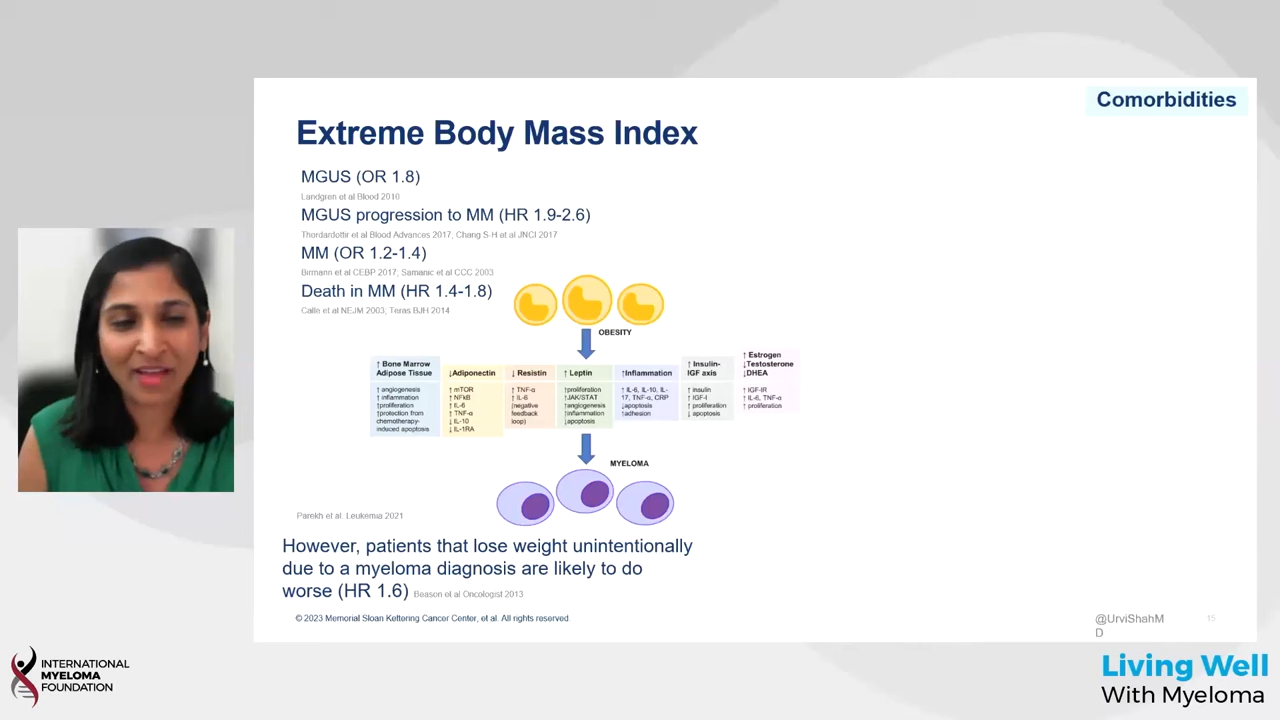 Comorbidities
Extreme Body Mass Index
MGUS (OR 1.8)
Landgren et al Blood 2010
MGUS progression to MM (HR 1.9-2.6)
Thordardottir et al Blood Advances 2017, Chang S-H et al JNCI 2017
MM (OR 1.2-1.4)
Birmann et al CEBP 2017, Samanic et al CCC 2003
Death in MM (HR 1.4-1.8)
Calle et al NEJM 2003; Teras BJH 2014
OBESITY
↑ Bone Marrow
Adipose Tissue
↑ angiogenesis
↑ inflammation
↑proliferation
↑protection from
chemotherapy-
induced apoptosis
↓Adiponectin
↑ mTOR
↑ NFkB
↑ IL-6
↑ TNF-α
↓ IL-10
↓ IL-1RA
↓ Resistin
↑ TNF-α
↑ IL-6
(negative
feedback
loop)
↑ Leptin
↑proliferation
↑JAK/STAT
↑angiogenesis
↑inflammation
↓apoptosis
↑Inflammation
↑ IL-6, IL-10, IL-
17, TNF-α, CRP
↓apoptosis
↑adhesion
↑ Insulin-
IGF axis
↑ insulin
↑ IGF-I
↑ proliferation
↓ apoptosis
↑ Estrogen
↓Testosterone
↓DHEA
↑ IGF-IR
↑ IL-6, TNF-α
↑ proliferation
MYELOMA
Parekh et al. Leukemia 2021
However, patients that lose weight unintentionally
due to a myeloma diagnosis are likely to do
worse (HR 1.6) Beason et al Oncologist 2013
© 2023 Memorial Sloan Kettering Cancer Center, et al. All rights reserved
@UrviShahM
D
15
INTERNATIONAL
MYELOMA
FOUNDATION
Living Well
With Myeloma